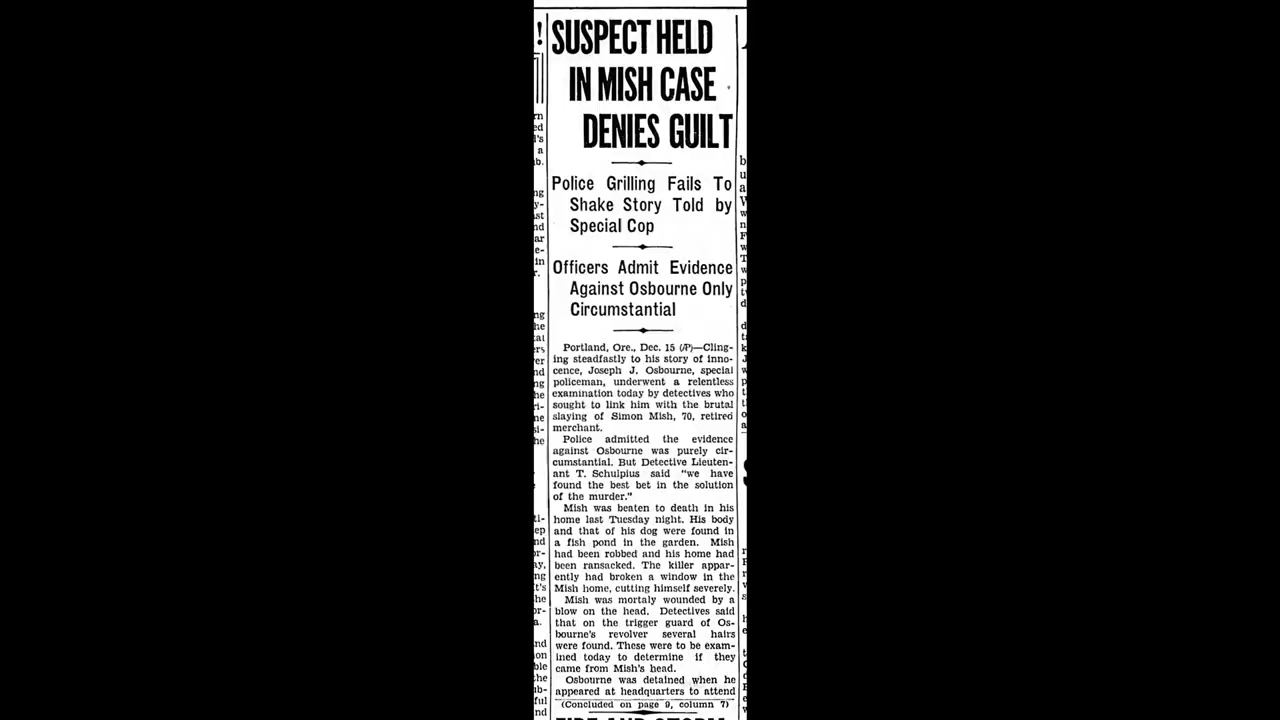 SUSPECT HELD
IN MISH CASE
DENIES GUILT
Police Grilling Fails To
Shake Story Told by
Special Cop
Officers Admit Evidence
Against Osbourne Only
Circumstantial
Portland, Ore., Dec. 15 (AP)—Cling-
ing steadfastly to his story of inno-
cence, Joseph J. Osbourne, special
policeman, underwent a relentless
examination today by detectives who
sought to link him with the brutal
slaying of Simon Mish, 70, retired
merchant.
Police admitted the evidence
against Osbourne was purely cir-
cumstantial. But Detective Lieuten-
ant T. Schulpius said "we have
found the best bet in the solution
of the murder."
Mish was beaten to death in his
home last Tuesday night. His body
and that of his dog were found in
a fish pond in the garden. Mish
had been robbed and his home had
been ransacked. The killer appar-
ently had broken a window in the
Mish home, cutting himself severely.
Mish was mortaly wounded by a
blow on the head. Detectives said
that on the trigger guard of Os-
bourne's revolver several hairs
were found. These were to be exam-
ined today to determine if they
came from Mish's head.
Osbourne was detained when he
appeared at headquarters to attend
(Concluded on page 9, column 7)